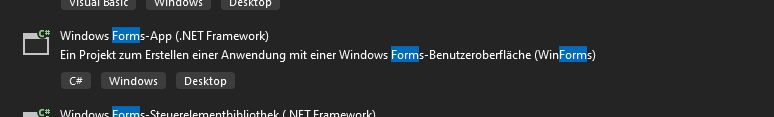 Visual Basic Windows Desktop
C#
Windows Forms-App (.NET Framework)
Ein Projekt zum Erstellen einer Anwendung mit einer Windows Forms-Benutzeroberfläche (WinForms)
C# Windows Desktop
C#
Windows Forms-Steuerelementbibliothek (.NET Framework)